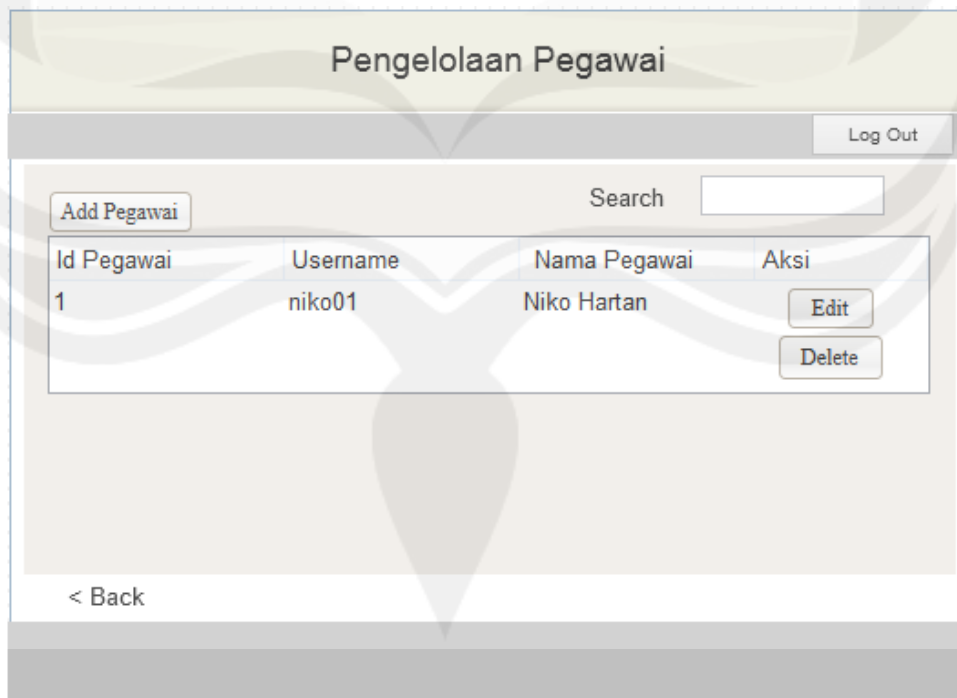 Pengelolaan Pegawai
Log Out
Add Pegawai
Search
Id Pegawai Username Nama Pegawai Aksi
1 niko01 Niko Hartan Edit
Delete
< Back